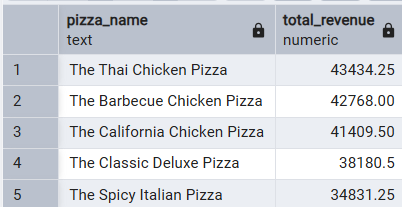 pizza_name total_revenue
text numeric
1 The Thai Chicken Pizza 43434.25
2 The Barbecue Chicken Pizza 42768.00
3 The California Chicken Pizza 41409.50
4 The Classic Deluxe Pizza 38180.5
5 The Spicy Italian Pizza 34831.25